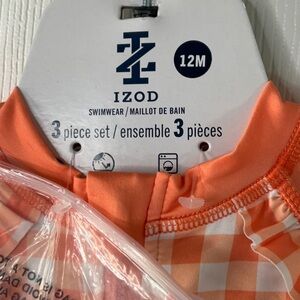 12M
IZOD
SWIMWEAR / MAILLOT DE BAIN
3 piece set / ensemble 3 pièces